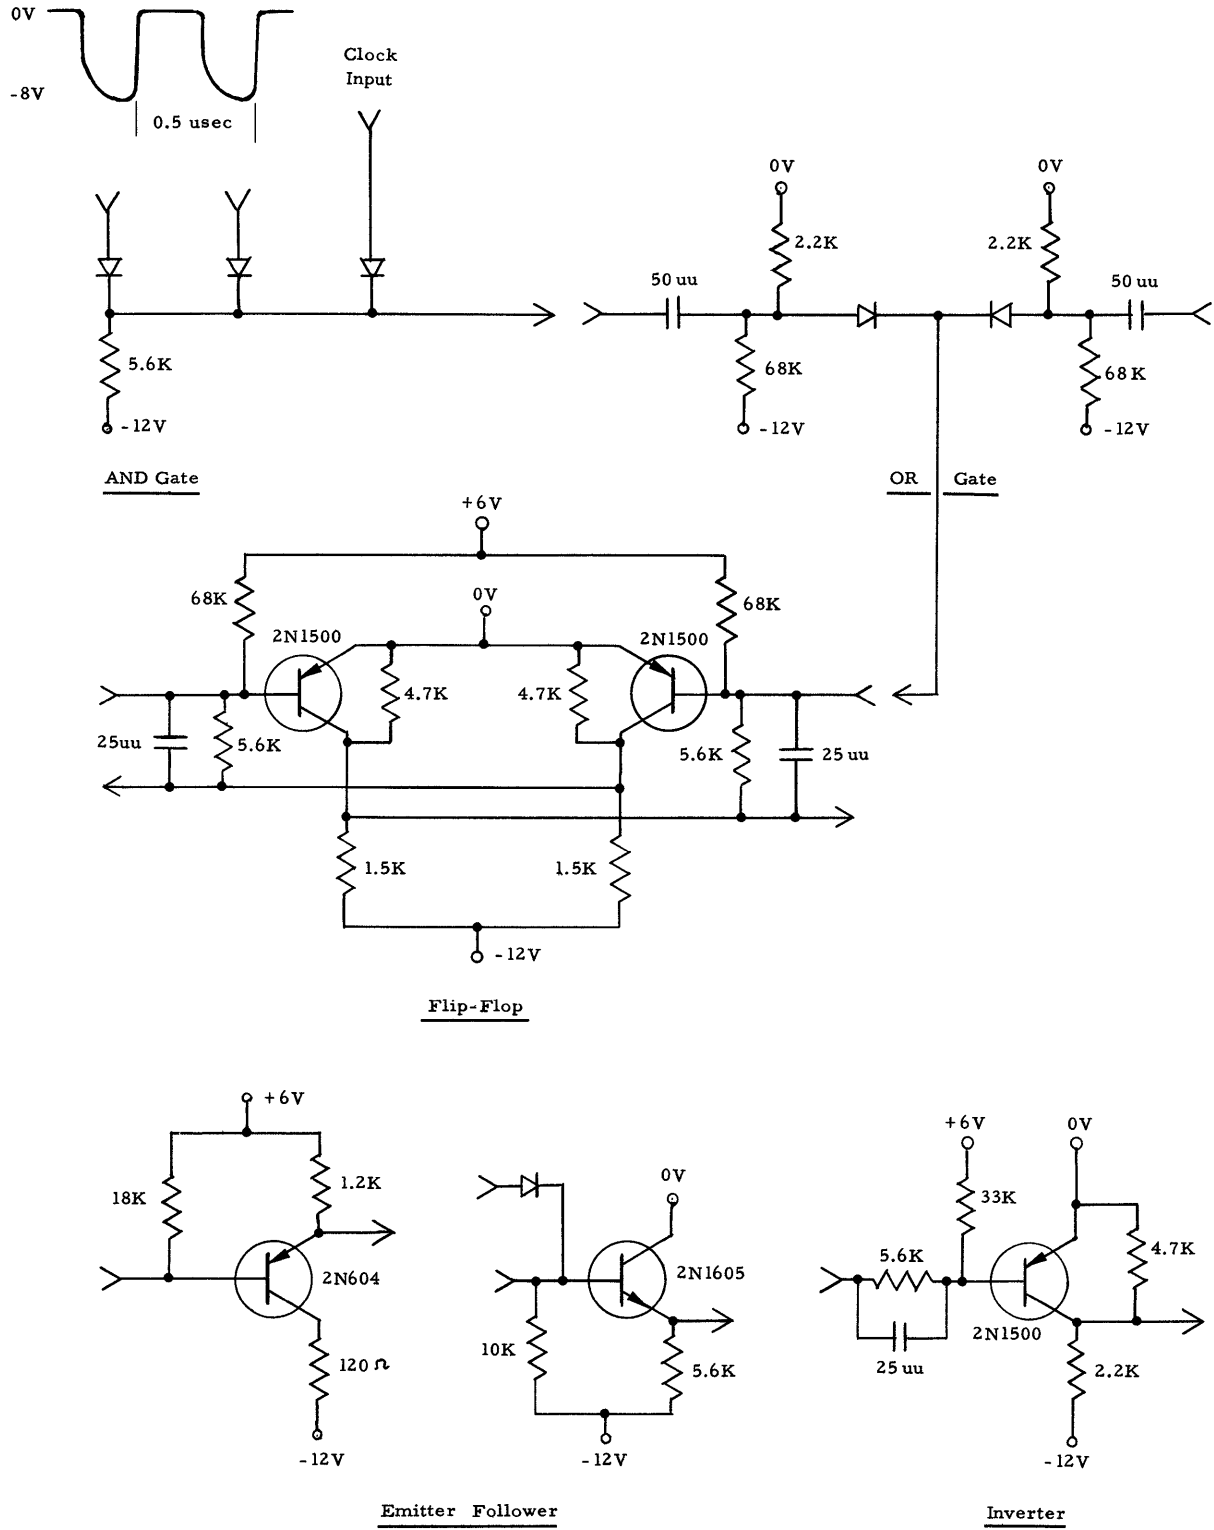 0V
-8V
0.5 usec
Clock
Input
5.6K
-12V
AND Gate
0V
0V
2.2K
2.2K
50 uu
50 uu
68K
68 K
-12V
-12V
OR Gate
+6V
68K
0V
68K
2N1500
2N1500
4.7K
4.7K
25uu
5.6K
5.6K
25 uu
1.5K
1.5K
-12V
Flip-Flop
+6V
18K
1.2K
2N604
120 Ω
-12V
0V
2N1605
10K
5.6K
-12V
Emitter Follower
+6V
0V
33K
5.6K
4.7K
2N1500
25 uu
2.2K
-12V
Inverter